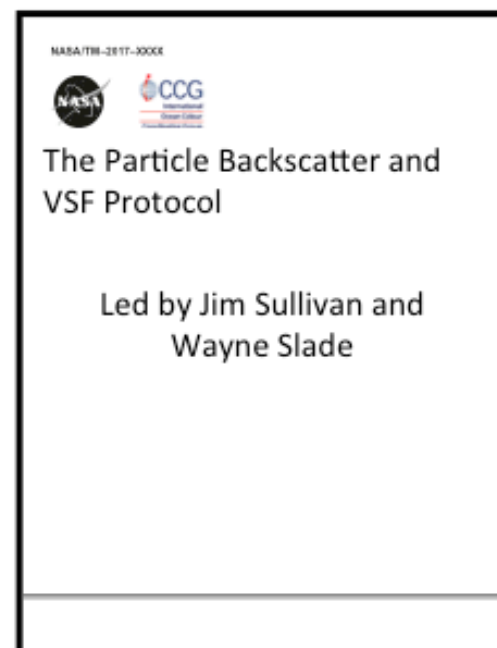 NASA/TM–2017–XXXX
NASA
CCG
International
Ocean Colour
The Particle Backscatter and
VSF Protocol
Led by Jim Sullivan and
Wayne Slade